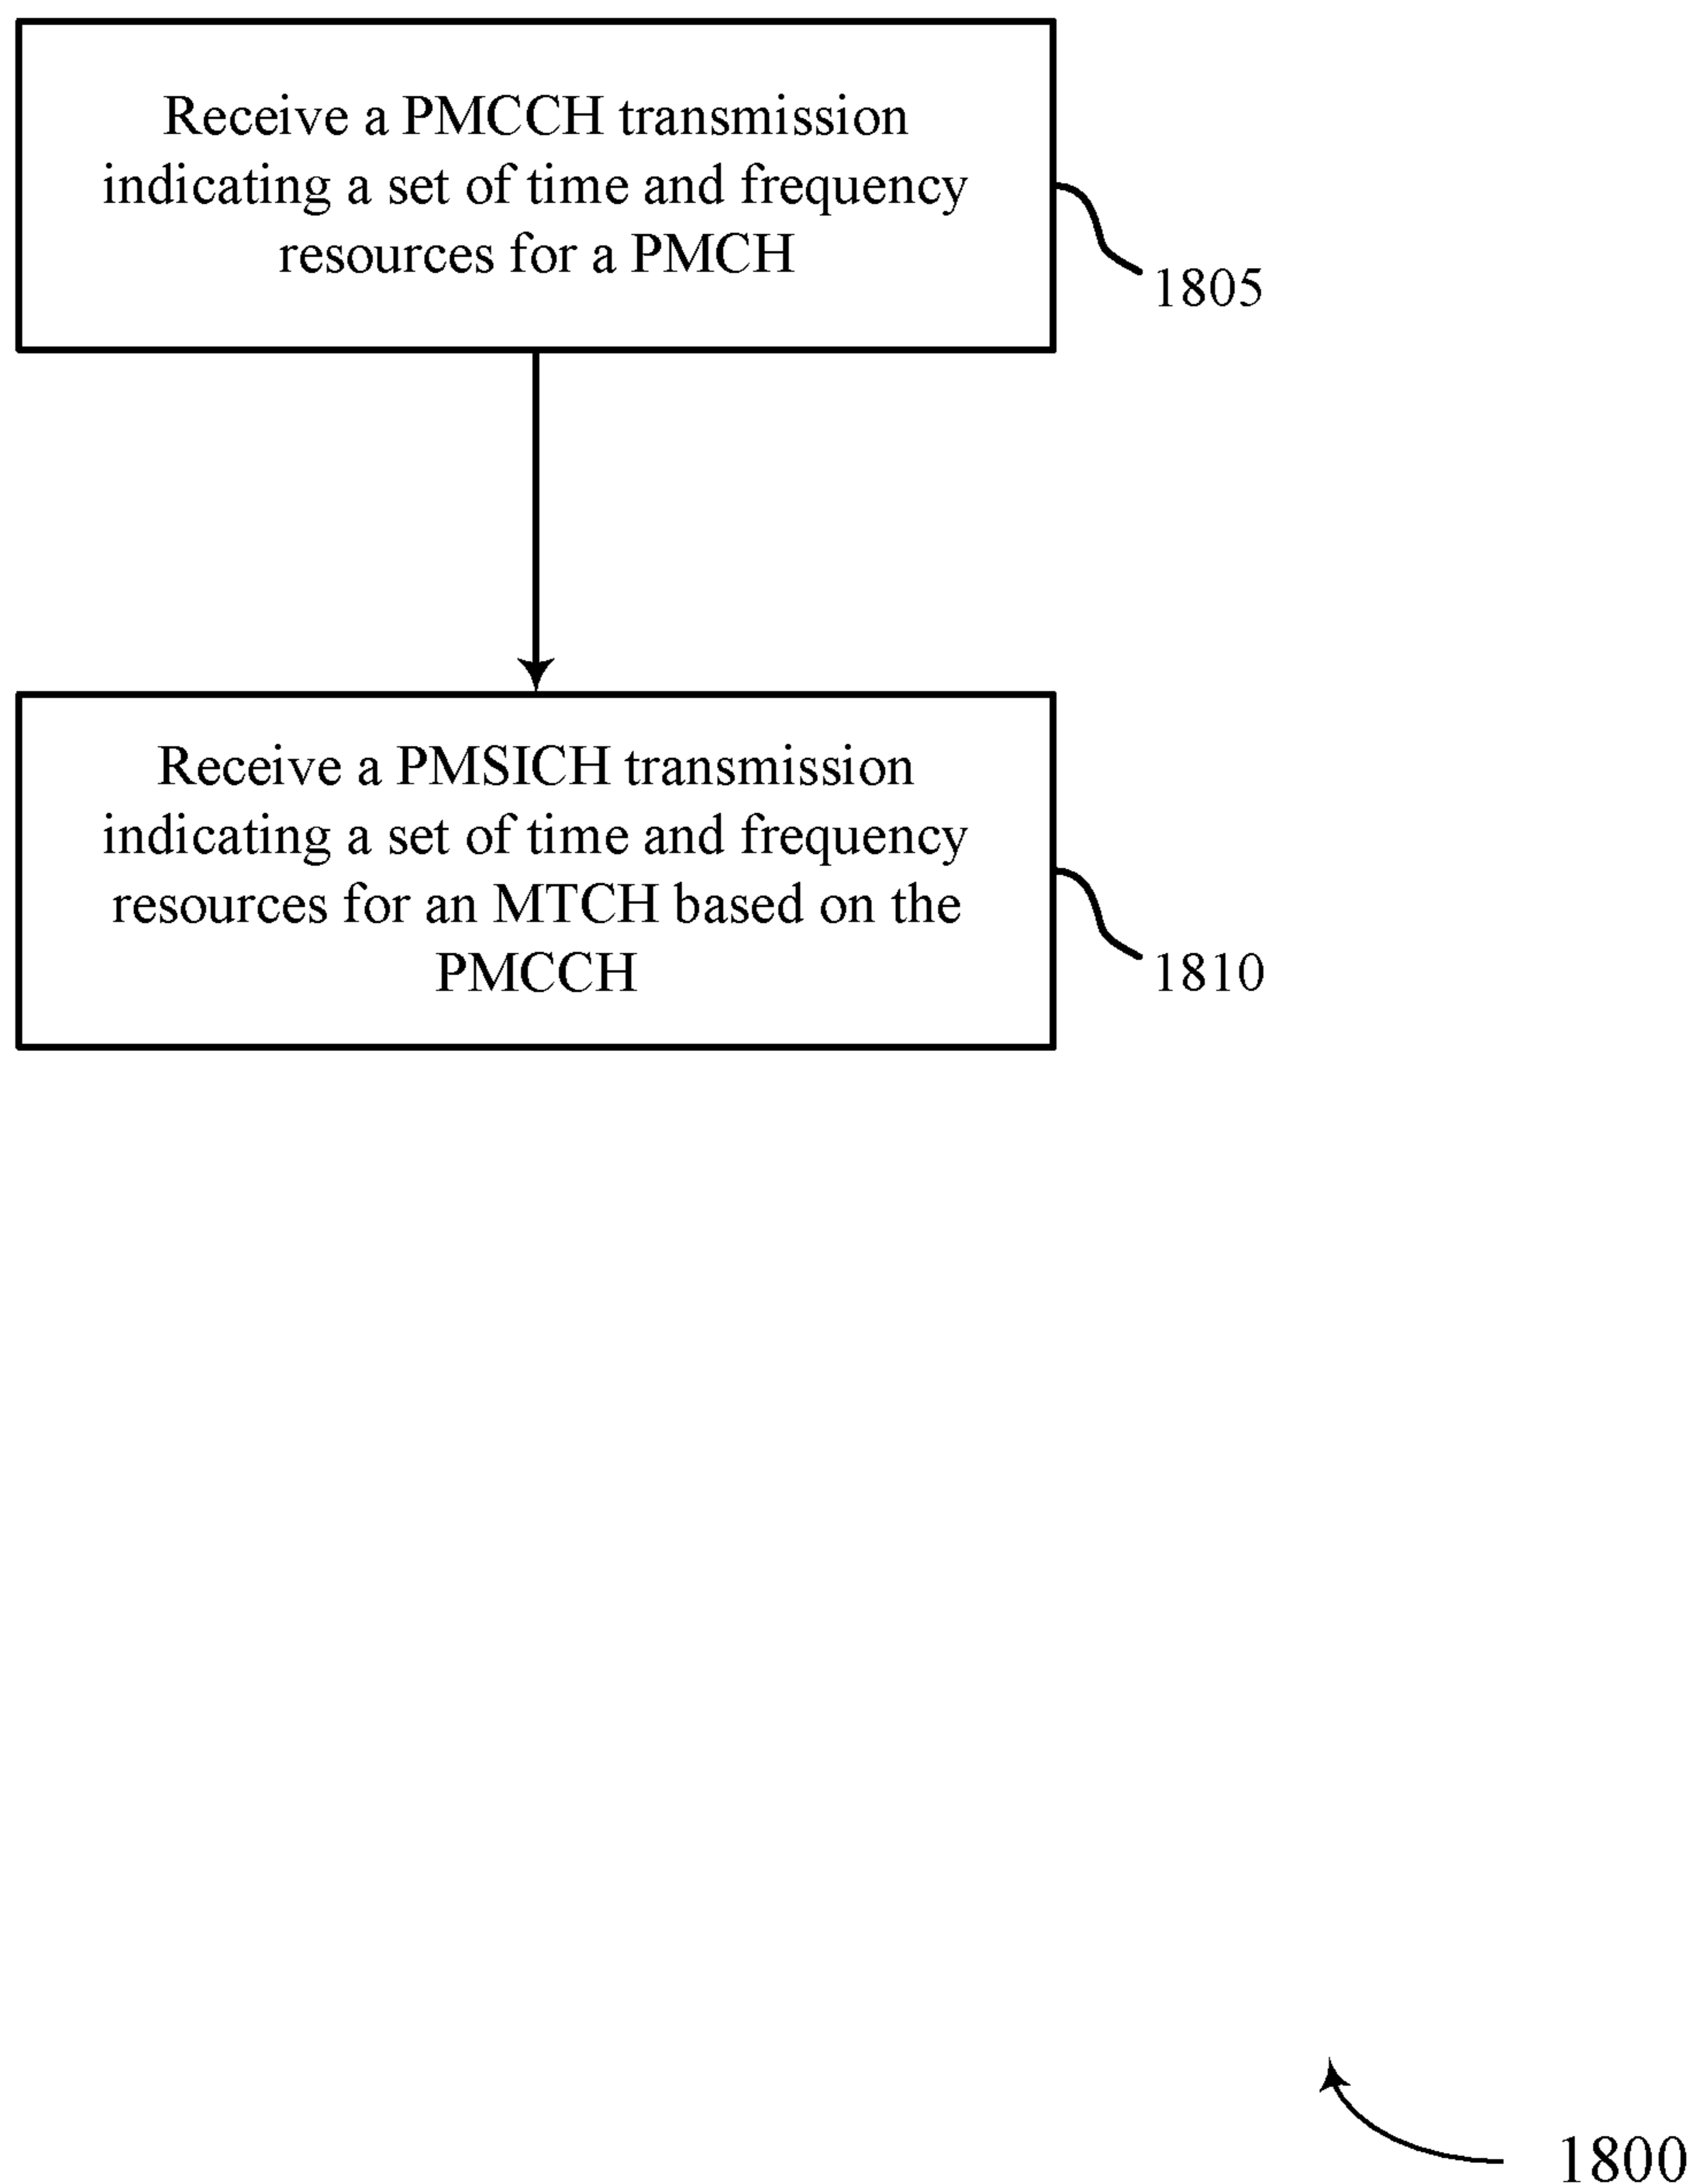 Receive a PMCCH transmission
indicating a set of time and frequency
resources for a PMCH
1805
Receive a PMSICH transmission
indicating a set of time and frequency
resources for an MTCH based on the
PMCCH
1810
1800